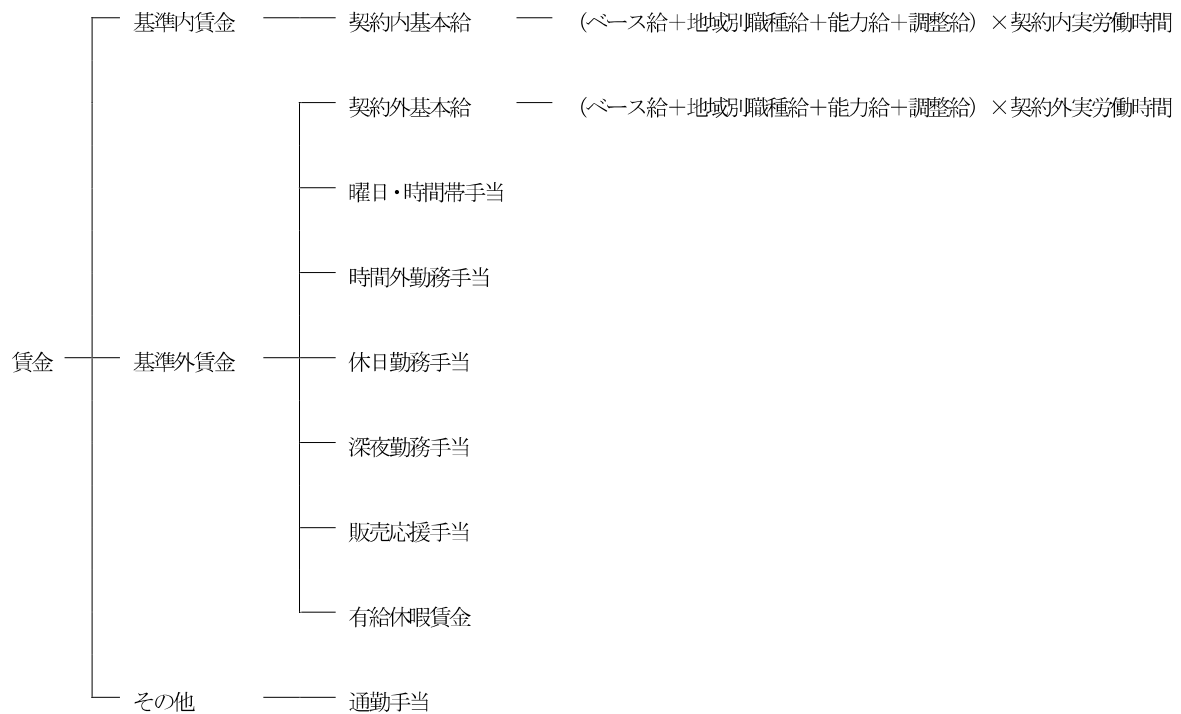 基準内賃金 契約内基本給 (ベース給＋地域別職種給＋能力給＋調整給）×契約内実労働時間
契約外基本給 (ベース給＋地域別職種給＋能力給＋調整給）×契約外実労働時間
曜日・時間帯手当
時間外勤務手当
賃金 基準外賃金 休日勤務手当
深夜勤務手当
販売応援手当
有給休暇賃金
その他 通勤手当